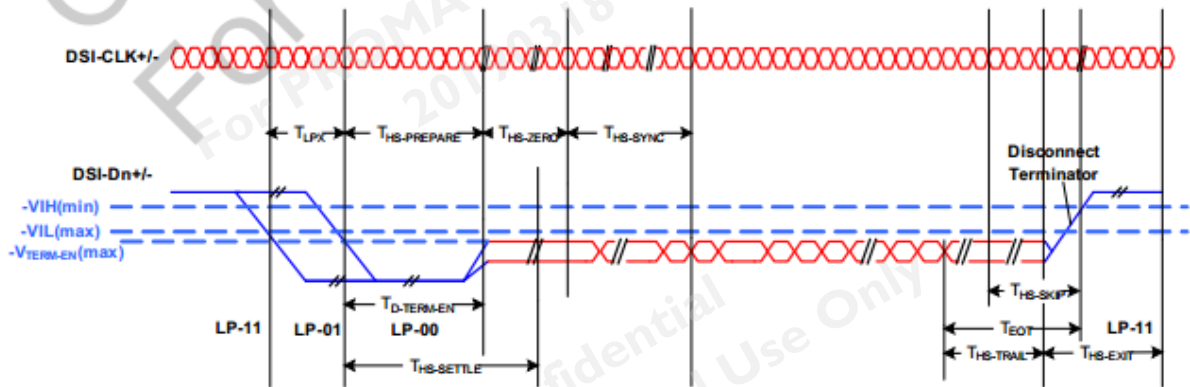 DSI-CLK+/-
TLPX
THS-PREPARE
THS-ZERO
THS-SYNC
DSI-Dn+/-
Disconnect
Terminator
-VIH(min)
-VIL(max)
-VTERM-EN(max)
THS-SKIP
TD-TERM-EN
LP-11
LP-01
LP-00
TEOT
LP-11
THS-SETTLE
THS-TRAIL
THS-EXIT